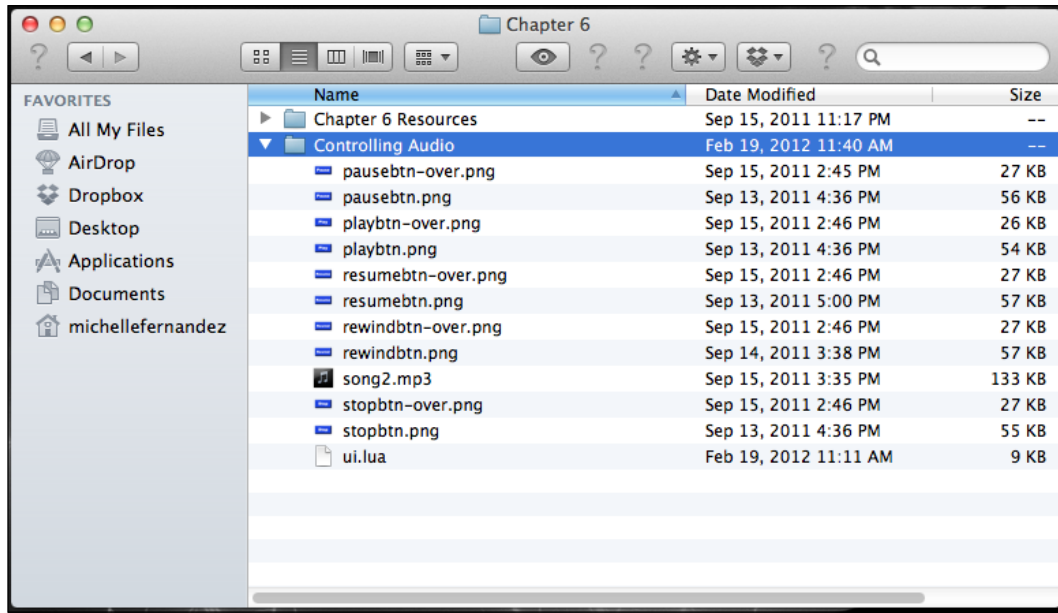 Chapter 6
FAVORITES
All My Files
AirDrop
Dropbox
Desktop
Applications
Documents
michellefernandez
Name Date Modified Size
Chapter 6 Resources Sep 15, 2011 11:17 PM --
Controlling Audio Feb 19, 2012 11:40 AM --
pausebtn-over.png Sep 15, 2011 2:45 PM 27 KB
pausebtn.png Sep 13, 2011 4:36 PM 56 KB
playbtn-over.png Sep 15, 2011 2:46 PM 26 KB
playbtn.png Sep 13, 2011 4:36 PM 54 KB
resumebtn-over.png Sep 15, 2011 2:46 PM 27 KB
resumebtn.png Sep 13, 2011 5:00 PM 57 KB
rewindbtn-over.png Sep 15, 2011 2:46 PM 27 KB
rewindbtn.png Sep 14, 2011 3:38 PM 57 KB
song2.mp3 Sep 15, 2011 3:35 PM 133 KB
stopbtn-over.png Sep 15, 2011 2:46 PM 27 KB
stopbtn.png Sep 13, 2011 4:36 PM 55 KB
ui.lua Feb 19, 2012 11:11 AM 9 KB